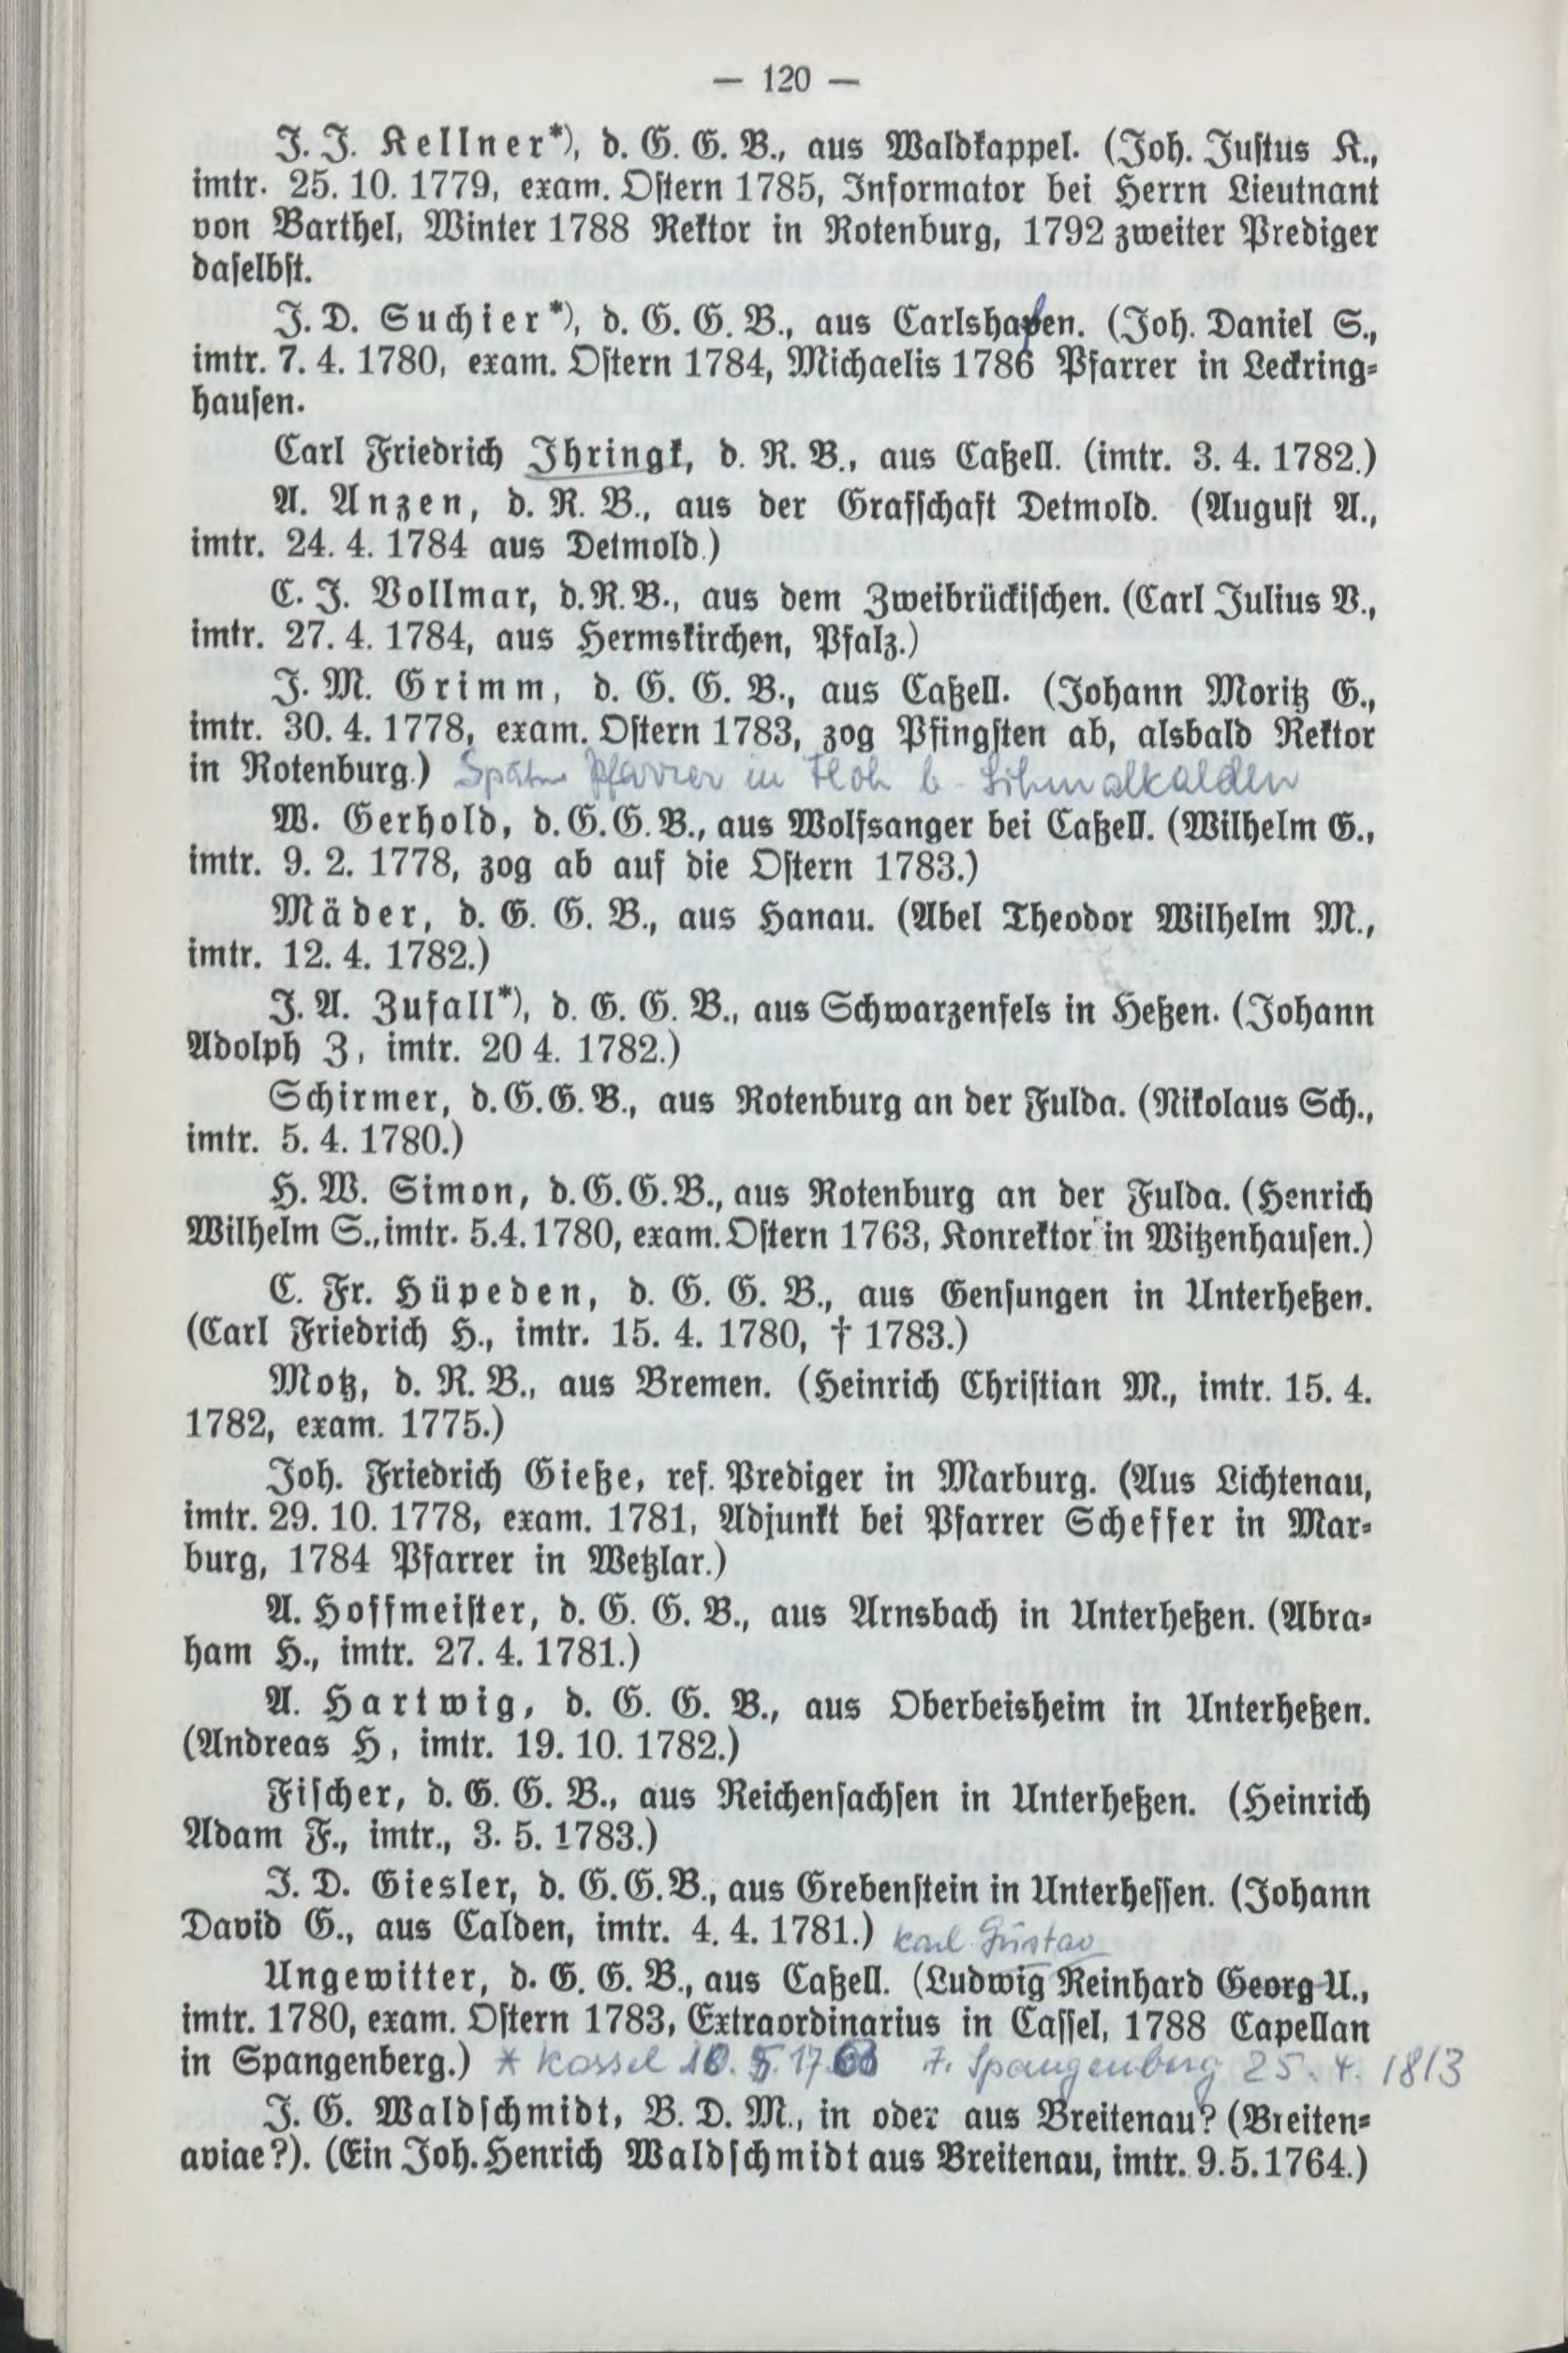 — 120 —
J. J. Kellner*), d. G. G. B., aus Waldkappel. (Joh. Justus K.,
imtr. 25. 10. 1779, exam. Ostern 1785, Informator bei Herrn Lieutnant
von Barthel, Winter 1788 Rektor in Rotenburg, 1792 zweiter Prediger
daselbst.
J. D. Suchier*), d. G. G. B., aus Carlshafen. (Joh. Daniel S.,
imtr. 7. 4. 1780, exam. Ostern 1784, Michaelis 1786 Pfarrer in Leckring-
hausen.
Carl Friedrich Ihringk, d. R. B., aus Caßell. (imtr. 3. 4. 1782.)
A. Anzen, d. R. B., aus der Grafschaft Detmold. (August A.,
imtr. 24. 4. 1784 aus Detmold.)
C. J. Vollmar, d. R. B., aus dem Zweibrückischen. (Carl Julius V.,
imtr. 27. 4. 1784, aus Hermskirchen, Pfalz.)
J. M. Grimm, d. G. G. B., aus Caßell. (Johann Moritz G.,
imtr. 30. 4. 1778, exam. Ostern 1783, zog Pfingsten ab, alsbald Rektor
in Rotenburg.) Später Pfarrer in Floh b. Schmalkalden
W. Gerhold, d. G. G. B., aus Wolfsanger bei Caßell. (Wilhelm G.,
imtr. 9. 2. 1778, zog ab auf die Ostern 1783.)
Mäder, d. G. G. B., aus Hanau. (Abel Theodor Wilhelm M.,
imtr. 12. 4. 1782.)
J. A. Zufall*), d. G. G. B., aus Schwarzenfels in Heßen. (Johann
Adolph Z, imtr. 20 4. 1782.)
Schirmer, d. G. G. B., aus Rotenburg an der Fulda. (Nikolaus Sch.,
imtr. 5. 4. 1780.)
H. W. Simon, d. G. G. B., aus Rotenburg an der Fulda. (Henrich
Wilhelm S., imtr. 5. 4. 1780, exam. Ostern 1763, Konrektor in Witzenhausen.)
C. Fr. Hüpeden, d. G. G. B., aus Gensungen in Unterheßen.
(Carl Friedrich H., imtr. 15. 4. 1780, † 1783.)
Motz, d. R. B., aus Bremen. (Heinrich Christian M., imtr. 15. 4.
1782, exam. 1775.)
Joh. Friedrich Gieße, ref. Prediger in Marburg. (Aus Lichtenau,
imtr. 29. 10. 1778, exam. 1781, Adjunkt bei Pfarrer Scheffer in Mar-
burg, 1784 Pfarrer in Wetzlar.)
A. Hoffmeister, d. G. G. B., aus Arnsbach in Unterheßen. (Abra-
ham H., imtr. 27. 4. 1781.)
A. Hartwig, d. G. G. B., aus Oberbeisheim in Unterheßen.
(Andreas H, imtr. 19. 10. 1782.)
Fischer, d. G. G. B., aus Reichensachsen in Unterheßen. (Heinrich
Adam F., imtr., 3. 5. 1783.)
J. D. Giesler, d. G. G. B., aus Grebenstein in Unterhessen. (Johann
David G., aus Calden, imtr. 4. 4. 1781.) Karl Gustav
Ungewitter, d. G. G. B., aus Caßell. (Ludwig Reinhard Georg U.,
imtr. 1780, exam. Ostern 1783, Extraordinarius in Cassel, 1788 Capellan
in Spangenberg.) * Kassel Spangenberg 25. 4. 1813
J. G. Waldschmidt, B. D. M., in oder aus Breitenau? (Breiten-
aviae?). (Ein Joh. Henrich Waldschmidt aus Breitenau, imtr. 9. 5. 1764.)